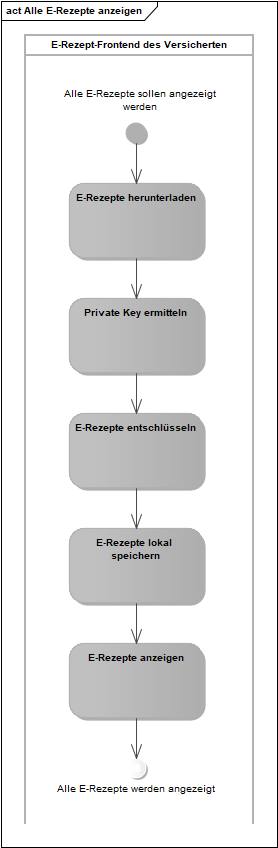 act Alle E-Rezepte anzeigen
E-Rezept-Frontend des Versicherten
Alle E-Rezepte sollen angezeigt
werden
E-Rezepte herunterladen
Private Key ermitteln
E-Rezepte entschlüsseln
E-Rezepte lokal
speichern
E-Rezepte anzeigen
Alle E-Rezepte werden angezeigt